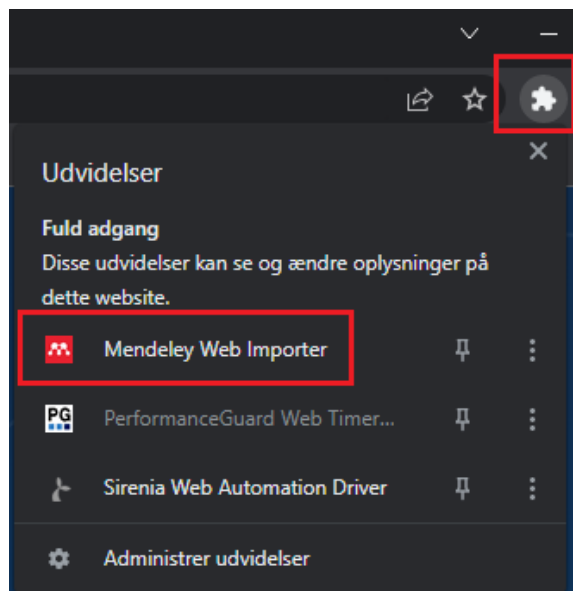 Udvidelser
Fuld adgang
Disse udvidelser kan se og ændre oplysninger på
dette website.
Mendeley Web Importer
PG PerformanceGuard Web Timer...
Sirenia Web Automation Driver
Administrer udvidelser